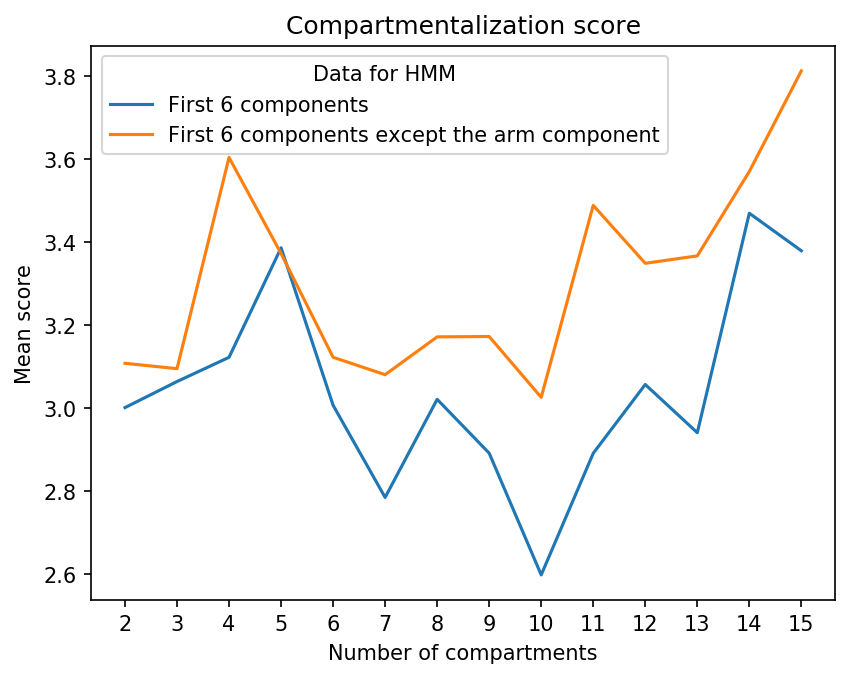 Compartmentalization score
Data for HMM
First 6 components
First 6 components except the arm component
3.8
3.6
3.4
3.2
3.0
2.8
2.6
Mean score
2 3 4 5 6 7 8 9 10 11 12 13 14 15
Number of compartments